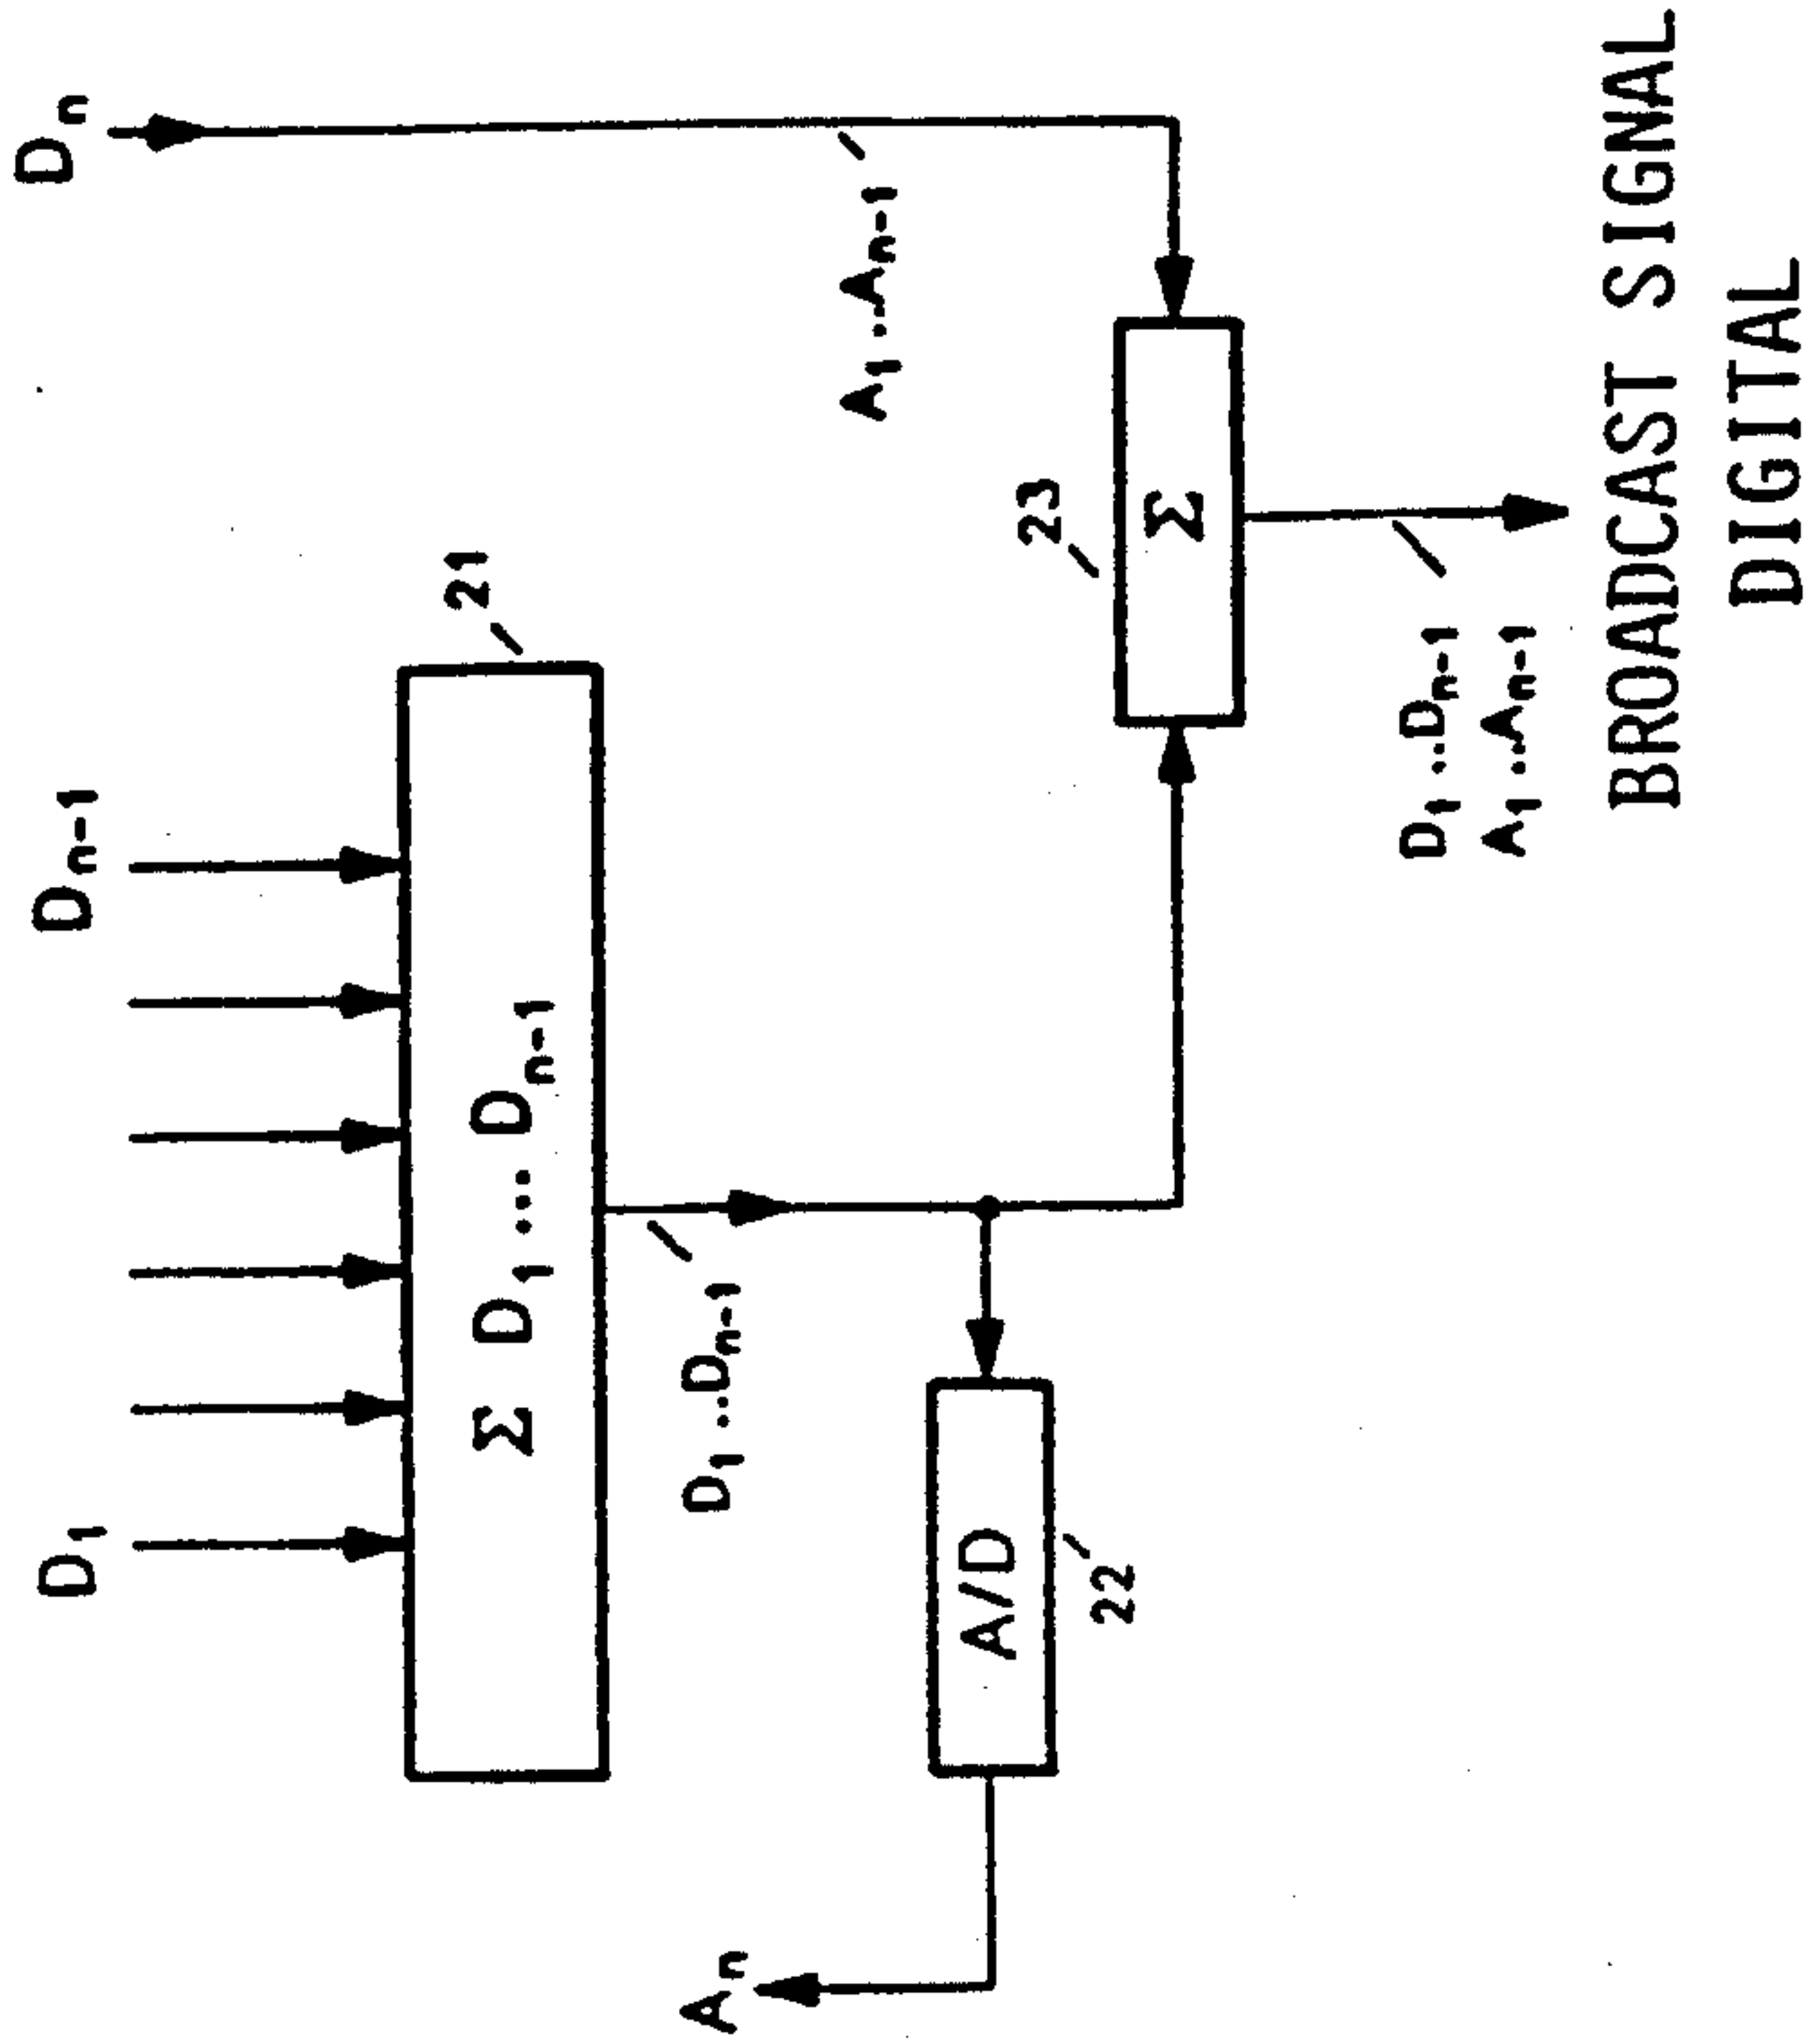 D₁
Dₙ₋₁
Dₙ
21
Σ D₁ ... Dₙ₋₁
Aₙ
D₁..Dₙ₋₁
A₁..Aₙ₋₁
A/D
22
23
Σ
D₁..Dₙ₋₁
A₁..Aₙ₋₁
BROADCAST SIGNAL
DIGITAL